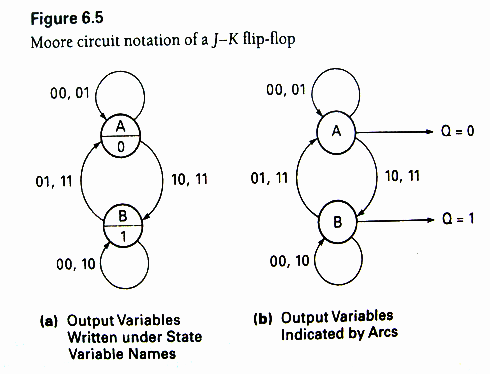 Figure 6.5
Moore circuit notation of a J–K flip-flop
00, 01
A
0
01, 11
10, 11
B
1
00, 10
(a) Output Variables
Written under State
Variable Names
00, 01
A
Q = 0
01, 11
10, 11
B
Q = 1
00, 10
(b) Output Variables
Indicated by Arcs